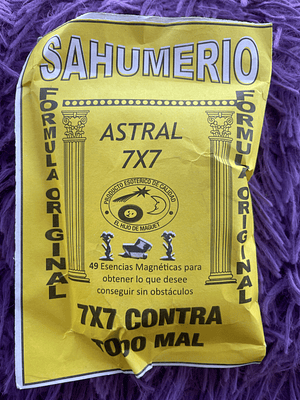 SAHUMERIO
FORMULA ORIGINAL
ASTRAL
7X7
FORMULA ORIGINAL
PRODUCTO ESOTERICO DE CALIDAD
EL HIJO DE MAGUET
49 Esencias Magnéticas para
obtener lo que desee
conseguir sin obstáculos
7X7 CONTRA
TODO MAL